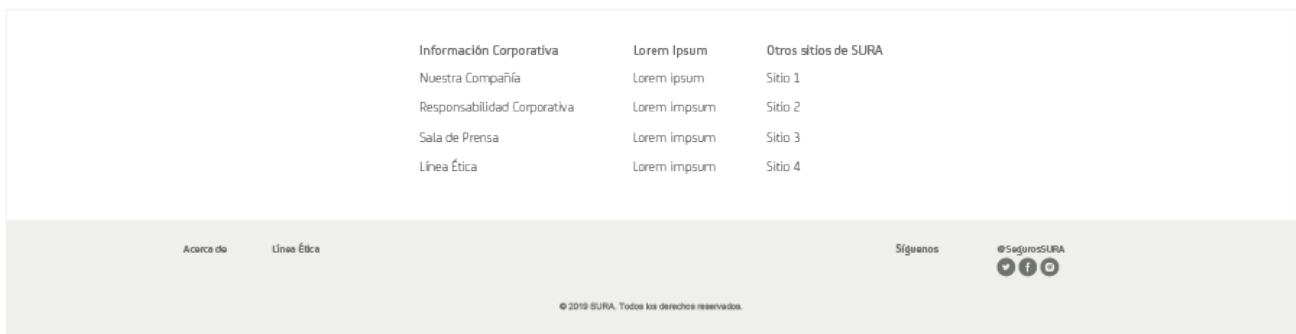 Información Corporativa Lorem Ipsum Otros sitios de SURA
Nuestra Compañía Lorem ipsum Sitio 1
Responsabilidad Corporativa Lorem impsum Sitio 2
Sala de Prensa Lorem impsum Sitio 3
Línea Ética Lorem impsum Sitio 4
Acerca de Línea Ética Síguenos @SegurosSURA
© 2019 SURA. Todos los derechos reservados.